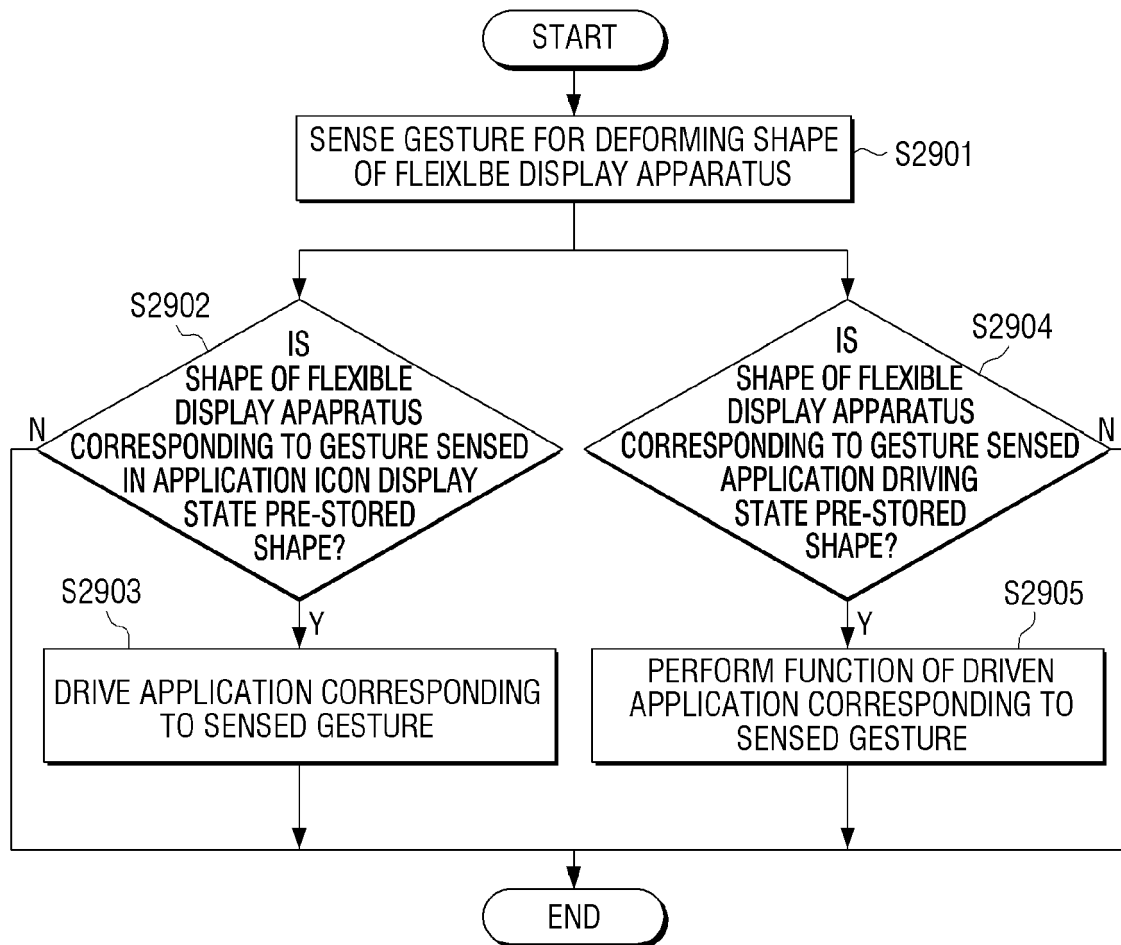 START
SENSE GESTURE FOR DEFORMING SHAPE
OF FLEIXLBE DISPLAY APPARATUS
S2901
S2902
IS
SHAPE OF FLEXIBLE
DISPLAY APAPRATUS
CORRESPONDING TO GESTURE SENSED
IN APPLICATION ICON DISPLAY
STATE PRE-STORED
SHAPE?
N
Y
S2904
IS
SHAPE OF FLEXIBLE
DISPLAY APPARATUS
CORRESPONDING TO GESTURE SENSED
APPLICATION DRIVING
STATE PRE-STORED
SHAPE?
N
Y
S2903
DRIVE APPLICATION CORRESPONDING
TO SENSED GESTURE
S2905
PERFORM FUNCTION OF DRIVEN
APPLICATION CORRESPONDING TO
SENSED GESTURE
END